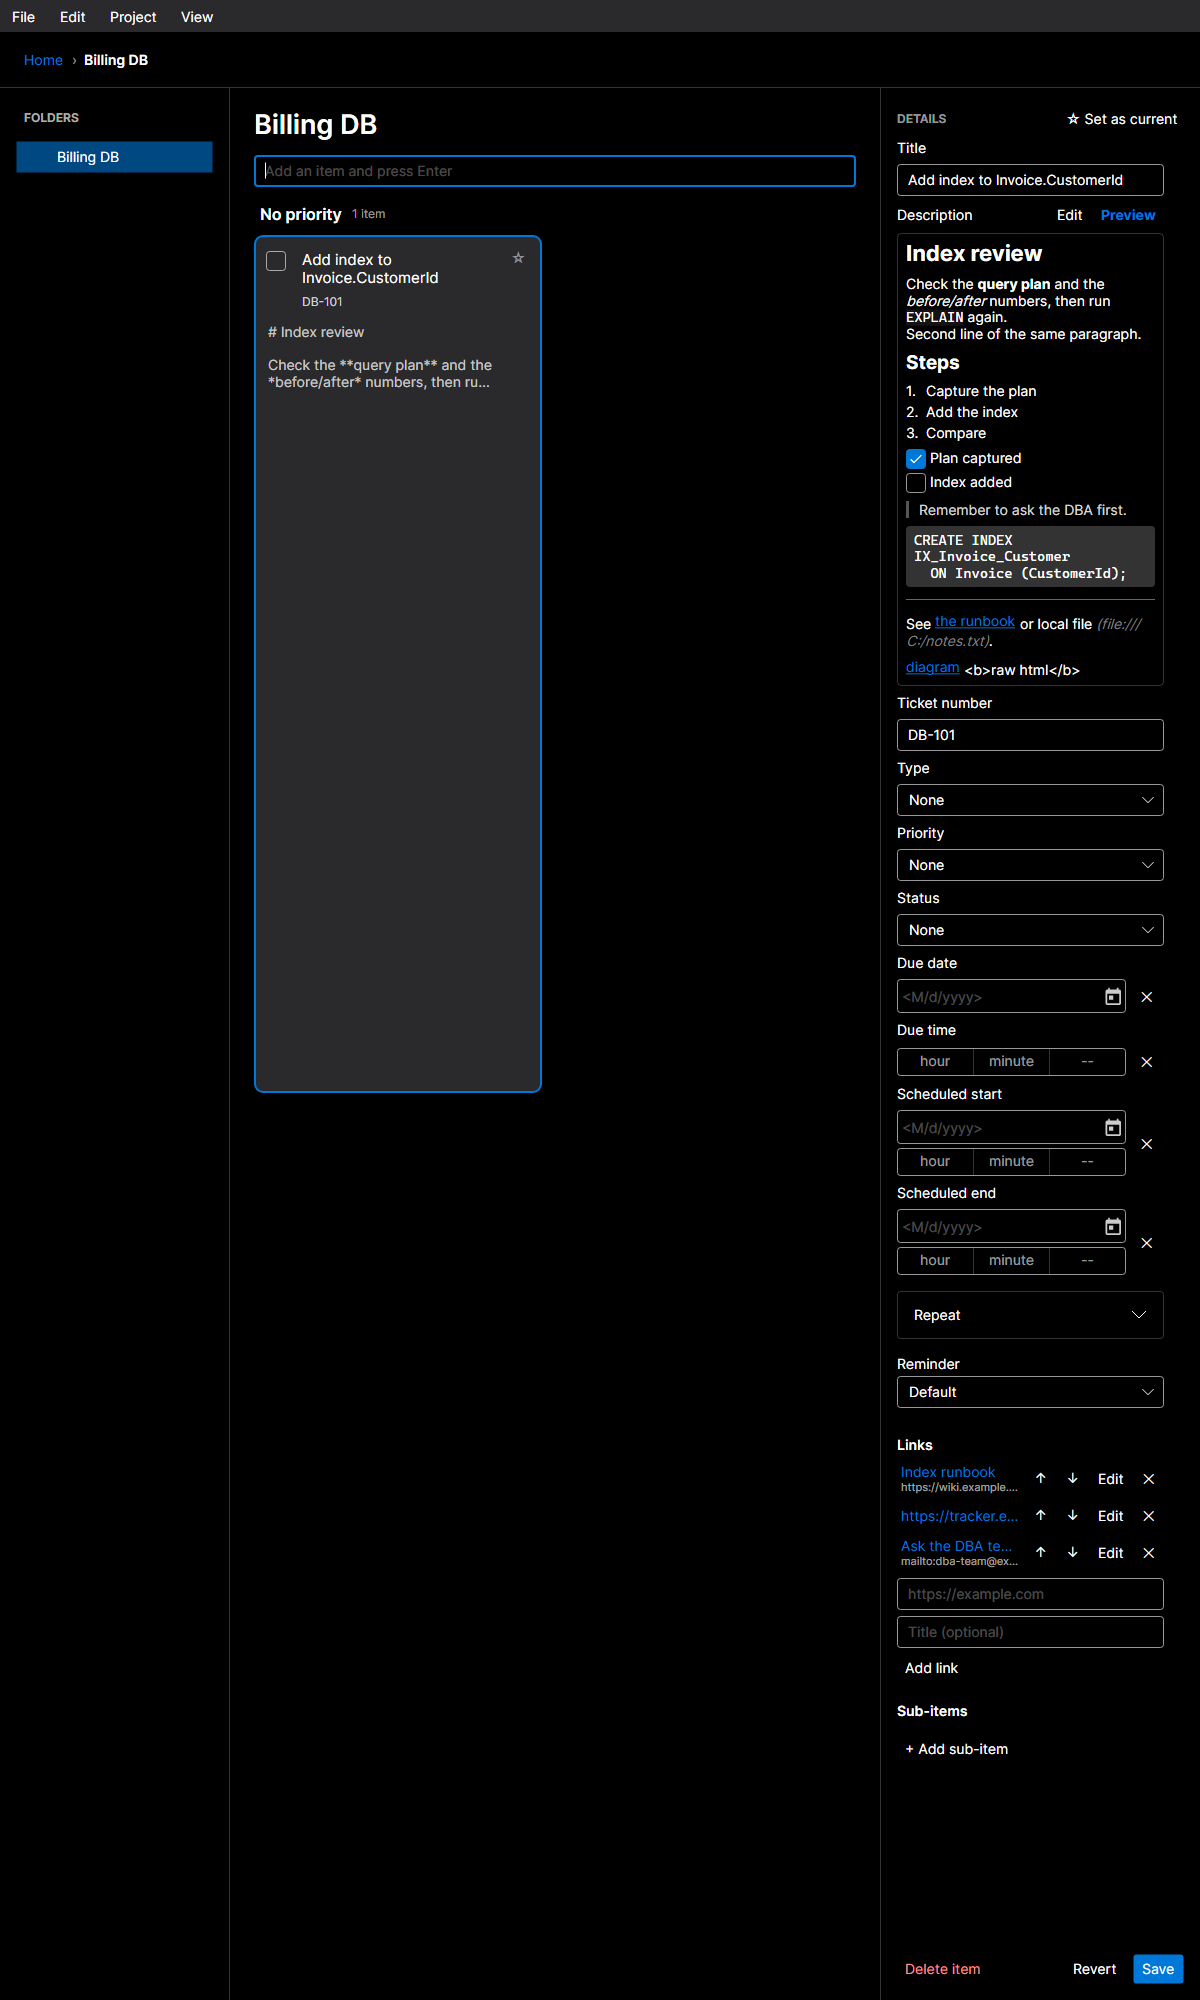 File Edit Project View
Home › Billing DB
FOLDERS
Billing DB
Billing DB
Add an item and press Enter
No priority 1 item
Add index to
Invoice.CustomerId
DB-101
# Index review
Check the **query plan** and the
*before/after* numbers, then ru...
DETAILS
☆ Set as current
Title
Add index to Invoice.CustomerId
Description Edit Preview
Index review
Check the query plan and the
before/after numbers, then run
EXPLAIN again.
Second line of the same paragraph.
Steps
1. Capture the plan
2. Add the index
3. Compare
Plan captured
Index added
Remember to ask the DBA first.
CREATE INDEX
IX_Invoice_Customer
ON Invoice (CustomerId);
See the runbook or local file (file:///
C:/notes.txt).
diagram <b>raw html</b>
Ticket number
DB-101
Type
None
Priority
None
Status
None
Due date
<M/d/yyyy>
Due time
hour minute --
Scheduled start
<M/d/yyyy>
hour minute --
Scheduled end
<M/d/yyyy>
hour minute --
Repeat
Reminder
Default
Links
Index runbook
https://wiki.example....
↑ ↓ Edit ×
https://tracker.e... ↑ ↓ Edit ×
Ask the DBA te...
mailto:dba-team@ex...
↑ ↓ Edit ×
https://example.com
Title (optional)
Add link
Sub-items
+ Add sub-item
Delete item Revert Save